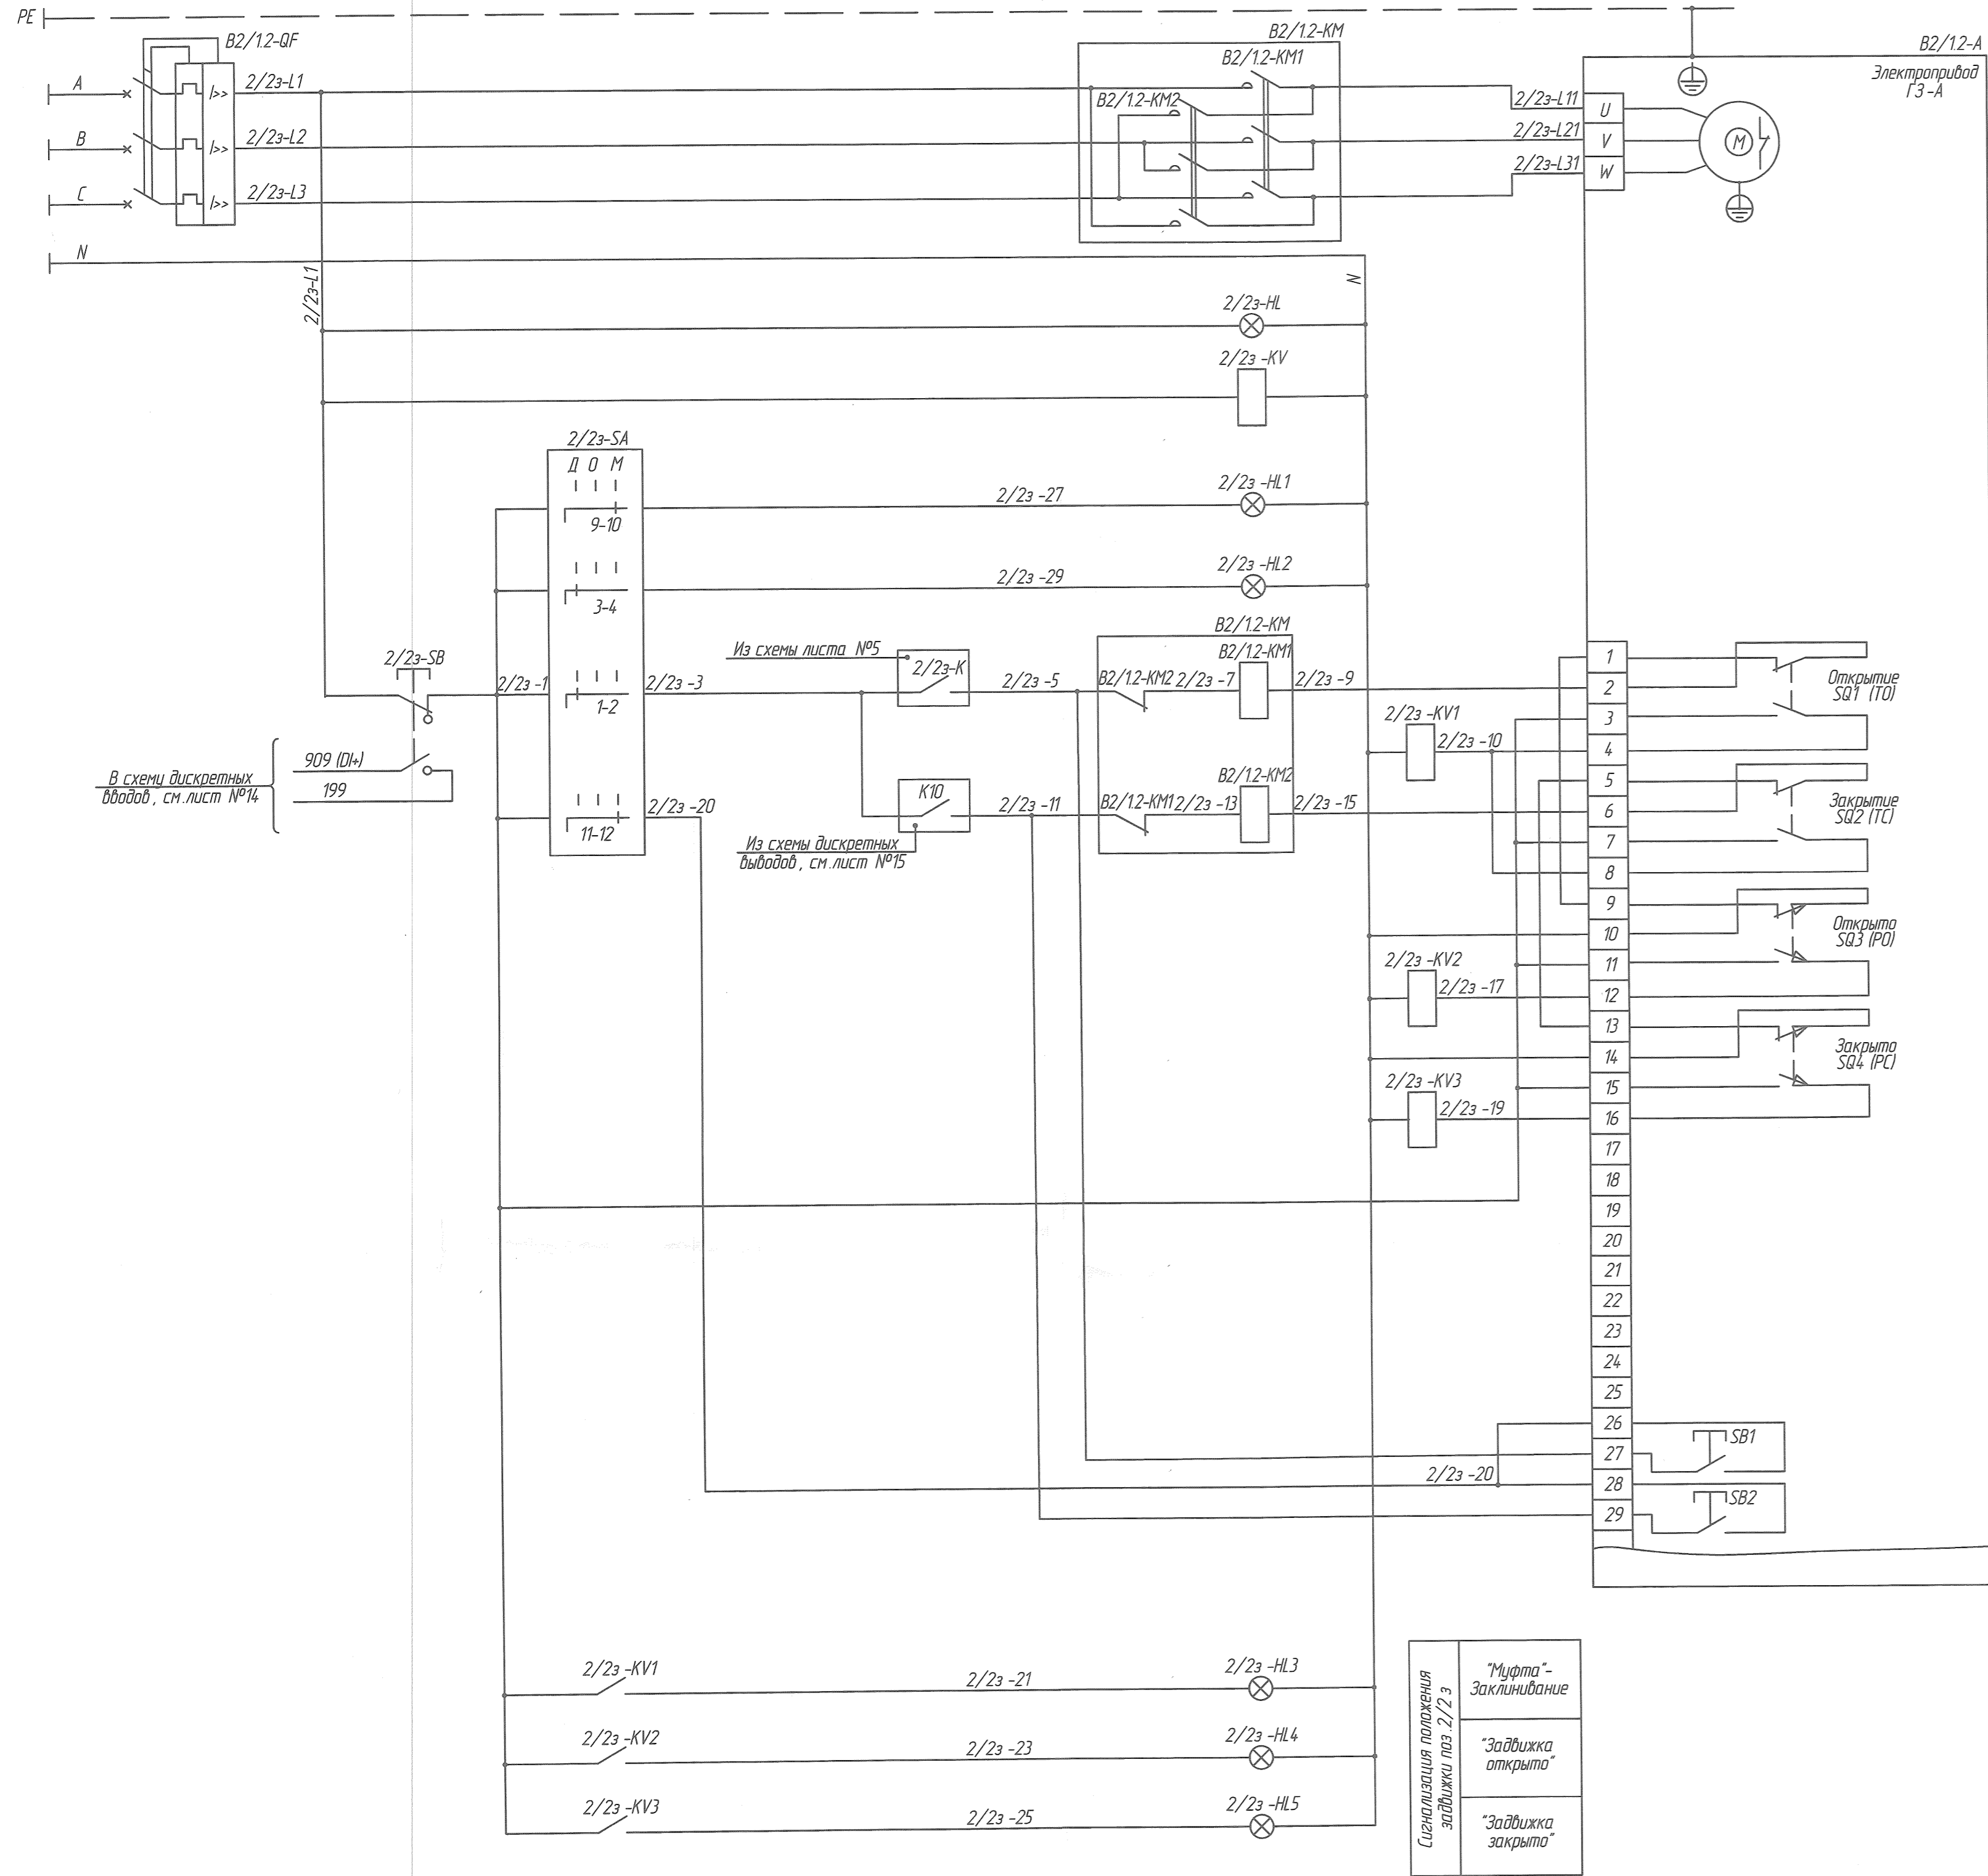 PE
B2/1.2-QF
B2/1.2-KM
B2/1.2-A
A
2/2з-L1
I>>
B2/1.2-KM1
Электропривод
ГЗ-А
B2/1.2-KM2
2/2з-L11
U
B
2/2з-L2
I>>
2/2з-L21
V
M
C
2/2з-L3
I>>
2/2з-L31
W
N
2/2з-L1
N
2/2з-HL
2/2з-KV
2/2з-SA
Д О М
9-10
2/2з-27
2/2з-HL1
3-4
2/2з-29
2/2з-HL2
B2/1.2-KM
Из схемы листа №5
2/2з-K
B2/1.2-KM1
2/2з-SB
2/2з-1
1-2
2/2з-3
2/2з-5
B2/1.2-KM2
2/2з-7
2/2з-9
2/2з-KV1
2/2з-10
909 (DI+)
199
В схему дискретных
вводов, см.лист №14
11-12
2/2з-20
K10
Из схемы дискретных
выводов, см.лист №15
2/2з-11
B2/1.2-KM1
2/2з-13
B2/1.2-KM2
2/2з-15
2/2з-KV2
2/2з-17
2/2з-KV3
2/2з-19
1
2
3
4
5
6
7
8
9
10
11
12
13
14
15
16
17
18
19
20
21
22
23
24
25
26
27
28
29
Открытие
SQ1 (TO)
Закрытие
SQ2 (TC)
Открыто
SQ3 (PO)
Закрыто
SQ4 (PC)
SB1
2/2з-20
SB2
2/2з-KV1
2/2з-21
2/2з-HL3
2/2з-KV2
2/2з-23
2/2з-HL4
2/2з-KV3
2/2з-25
2/2з-HL5
Сигнализация положения
задвижки поз.2/2 з
"Муфта"-
Заклинивание
"Задвижка
открыто"
"Задвижка
закрыто"